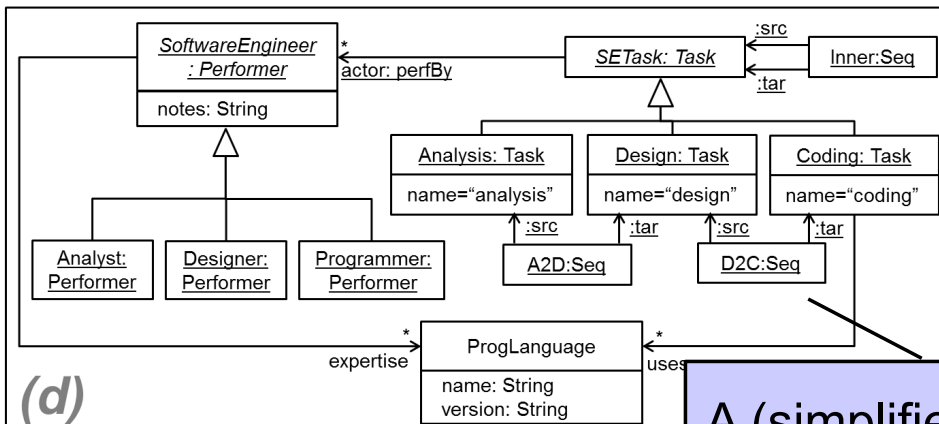 SoftwareEngineer
: Performer
notes: String
*
actor: perfBy
SETask: Task
:src
:tar
Inner:Seq
Analysis: Task
name=“analysis”
Design: Task
name=“design”
Coding: Task
name=“coding”
:src
:tar
:src
:tar
A2D:Seq
D2C:Seq
Analyst:
Performer
Designer:
Performer
Programmer:
Performer
*
expertise
ProgLanguage
name: String
version: String
*
uses
(d)
A (simplifie